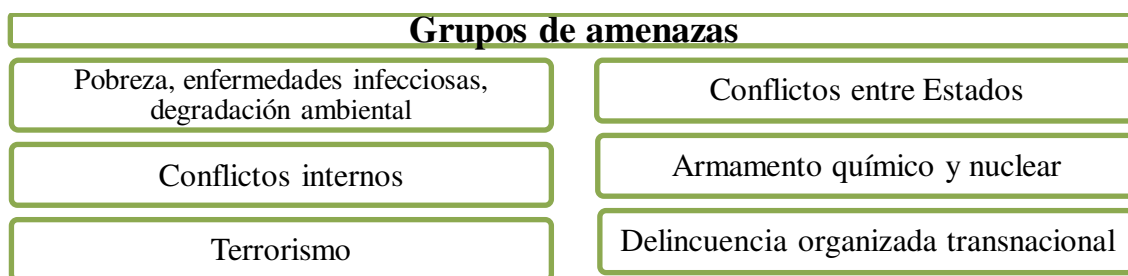 Grupos de amenazas
Pobreza, enfermedades infecciosas,
degradación ambiental
Conflictos entre Estados
Conflictos internos
Armamento químico y nuclear
Terrorismo
Delincuencia organizada transnacional